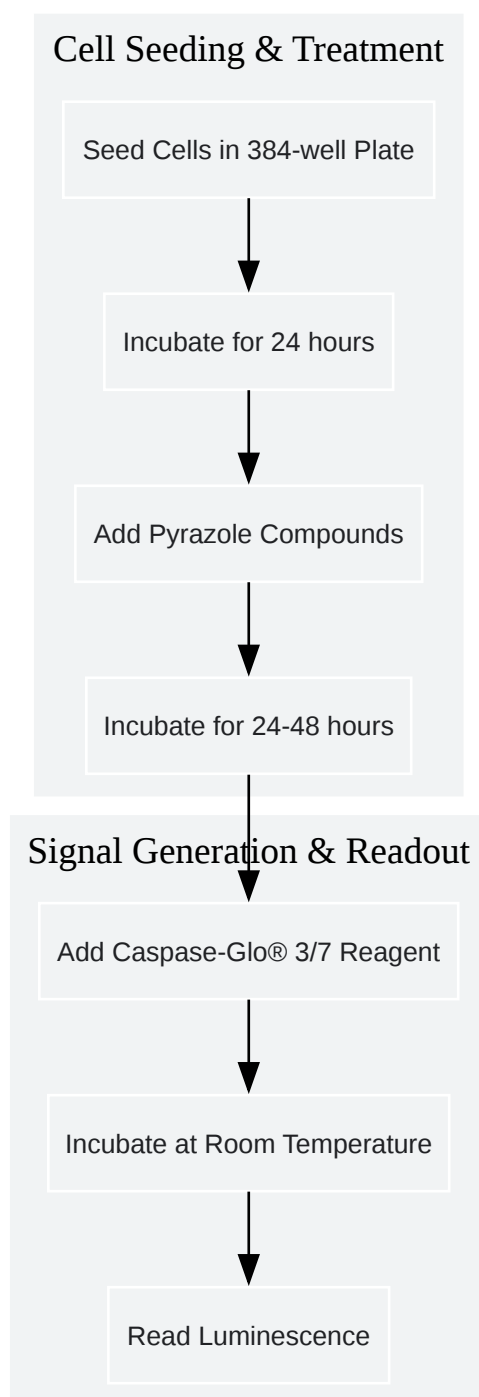 Cell Seeding & Treatment
Seed Cells in 384-well Plate
Incubate for 24 hours
Add Pyrazole Compounds
Incubate for 24-48 hours
Signal Generation & Readout
Add Caspase-Glo® 3/7 Reagent
Incubate at Room Temperature
Read Luminescence